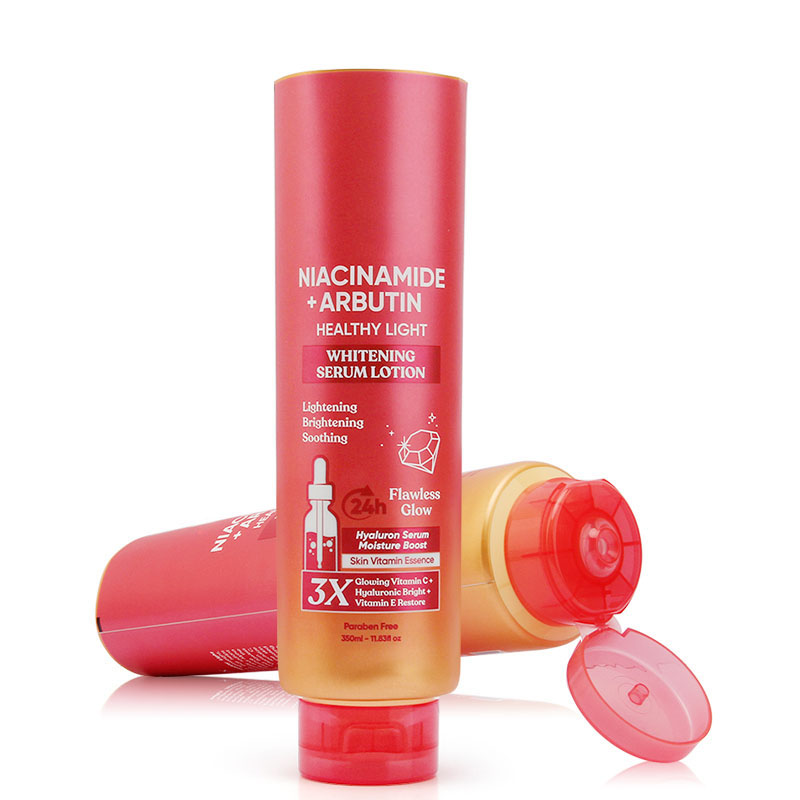 NIACINAMIDE
+ ARBUTIN
HEALTHY LIGHT
WHITENING
SERUM LOTION
Lightening
Brightening
Soothing
24h
Flawless
Glow
Hyaluron Serum
Moisture Boost
Skin Vitamin Essence
3X
Glowing Vitamin C +
Hyaluronic Bright +
Vitamin E Restore
Paraben Free
350ml - 11.83fl oz